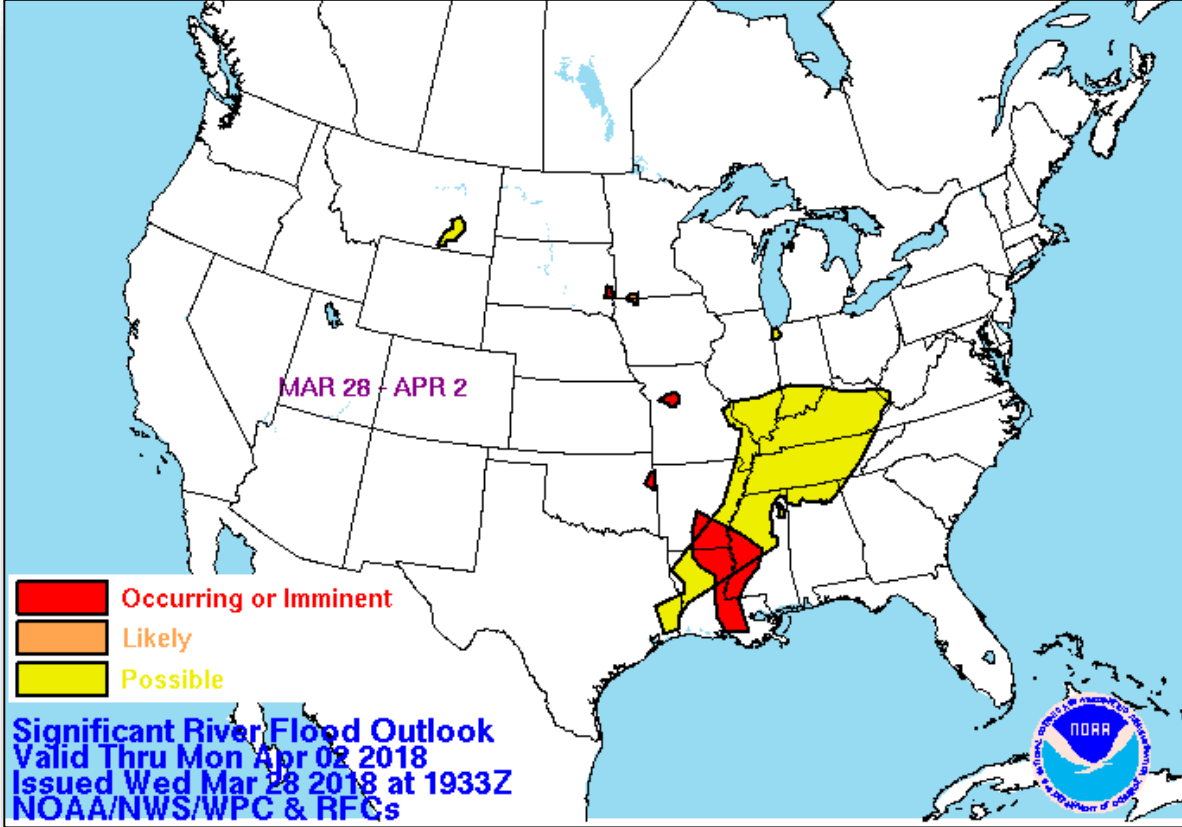 MAR 28 - APR 2
Occurring or Imminent
Likely
Possible
Significant River Flood Outlook
Valid Thru Mon Apr 02 2018
Issued Wed Mar 28 2018 at 1933Z
NOAA/NWS/WPC & RFCs
NOAA